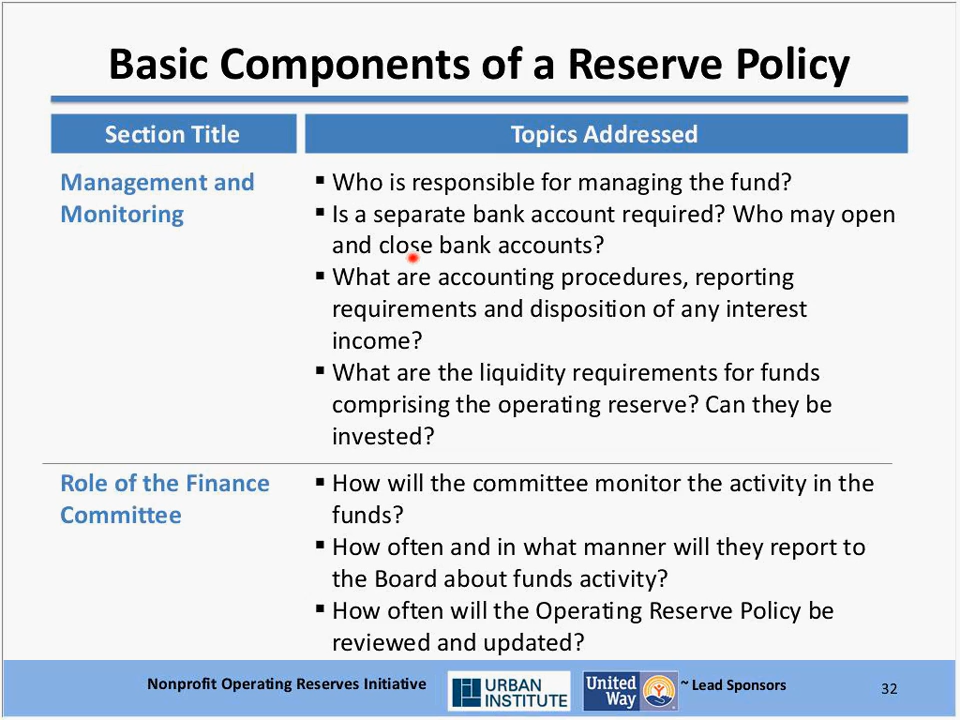 Basic Components of a Reserve Policy
Section Title
Topics Addressed
Management and
Monitoring
▪ Who is responsible for managing the fund?
▪ Is a separate bank account required? Who may open
and close bank accounts?
▪ What are accounting procedures, reporting
requirements and disposition of any interest
income?
▪ What are the liquidity requirements for funds
comprising the operating reserve? Can they be
invested?
Role of the Finance
Committee
▪ How will the committee monitor the activity in the
funds?
▪ How often and in what manner will they report to
the Board about funds activity?
▪ How often will the Operating Reserve Policy be
reviewed and updated?
Nonprofit Operating Reserves Initiative
URBAN
INSTITUTE
United
Way
~ Lead Sponsors
32